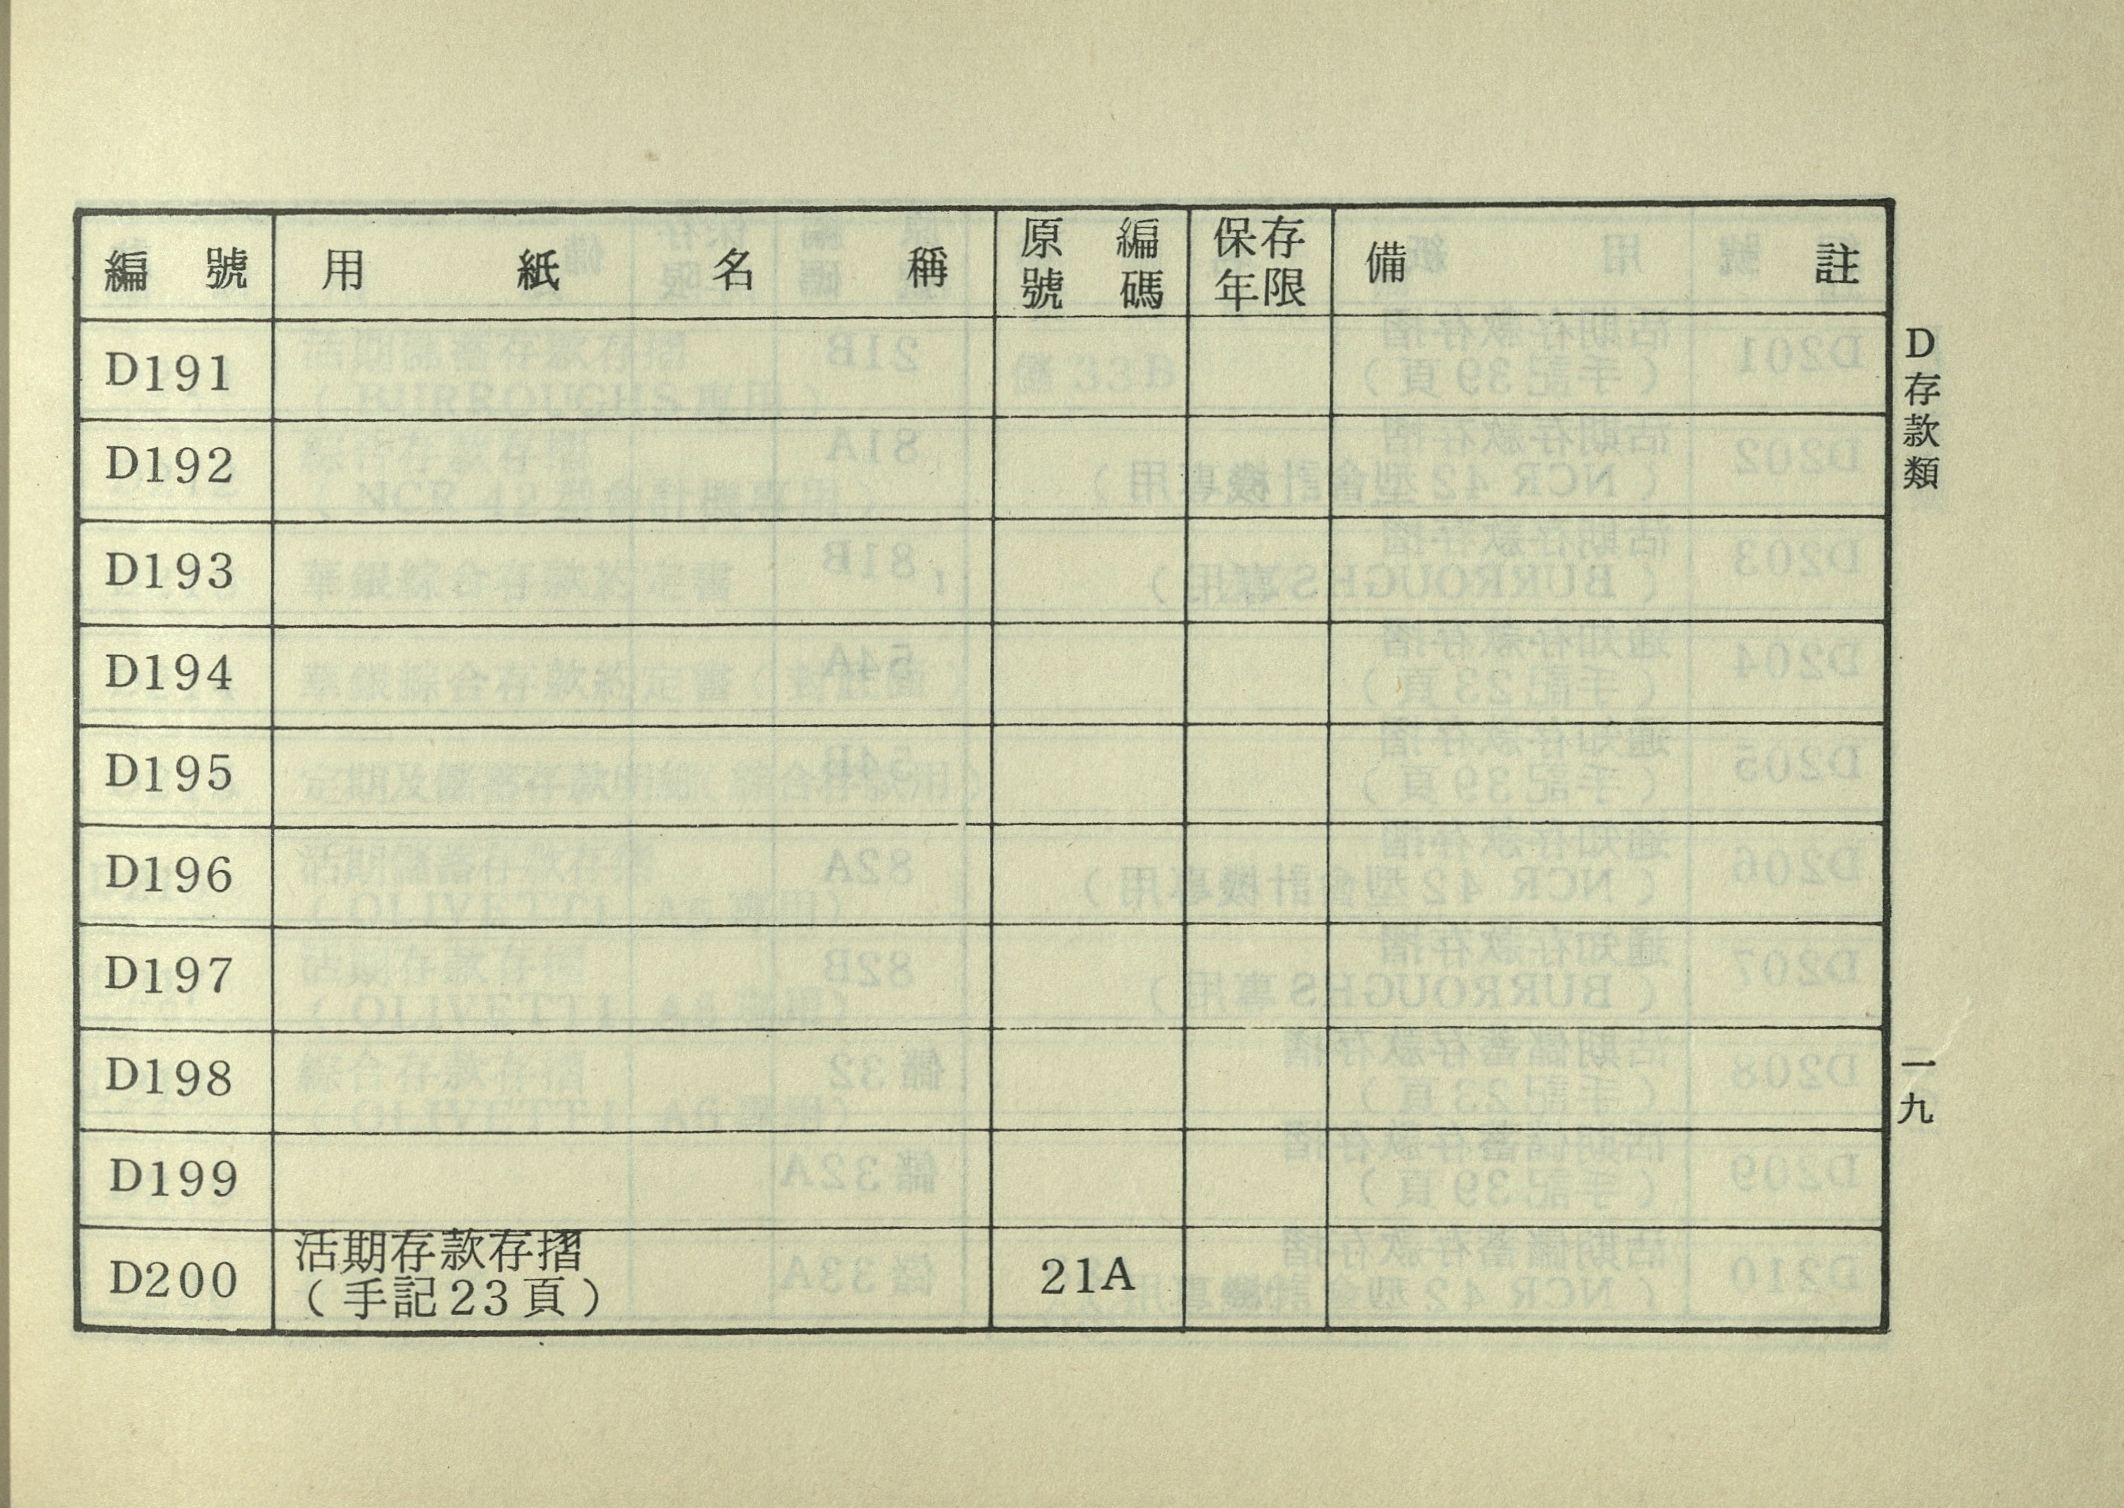 編號 用紙名稱 原編號碼 保存年限 備註
D191
D192
D193
D194
D195
D196
D197
D198
D199
D200 活期存款存摺 21A
（手記23頁）
D存款類
一九